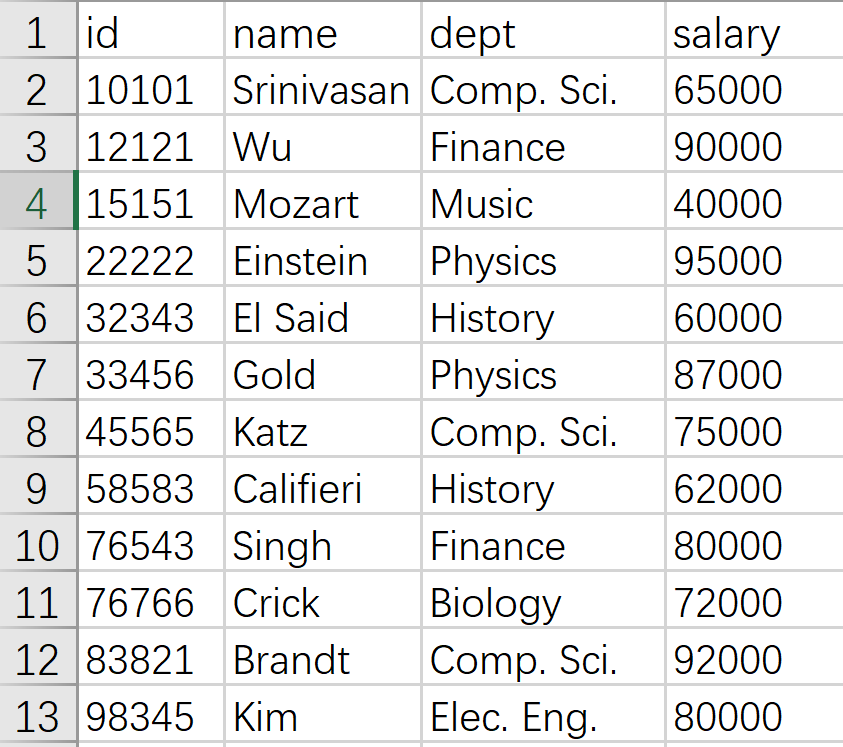 1 id name dept salary
2 10101 Srinivasan Comp. Sci. 65000
3 12121 Wu Finance 90000
4 15151 Mozart Music 40000
5 22222 Einstein Physics 95000
6 32343 El Said History 60000
7 33456 Gold Physics 87000
8 45565 Katz Comp. Sci. 75000
9 58583 Califieri History 62000
10 76543 Singh Finance 80000
11 76766 Crick Biology 72000
12 83821 Brandt Comp. Sci. 92000
13 98345 Kim Elec. Eng. 80000